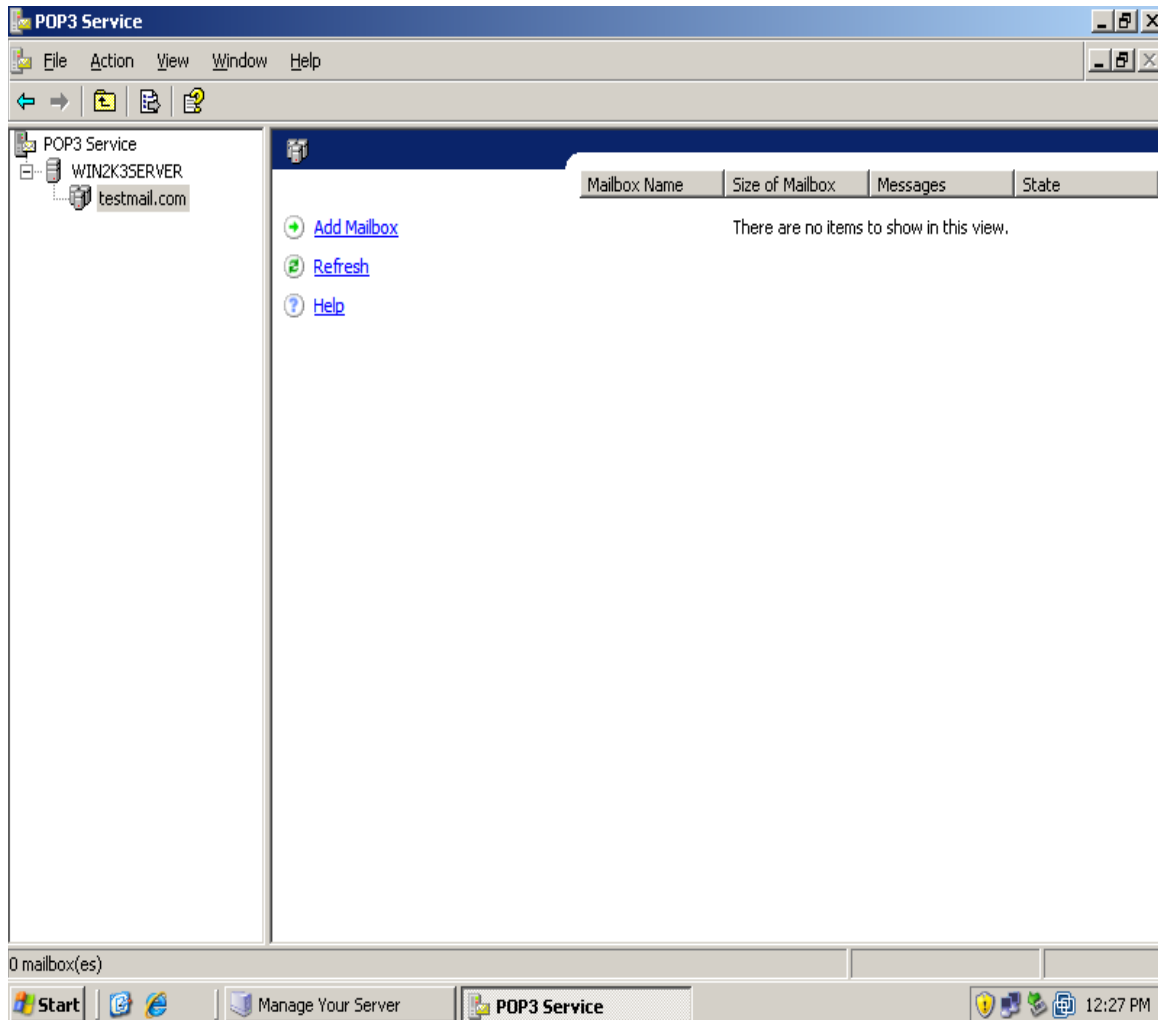 POP3 Service
File Action View Window Help
POP3 Service
WIN2K3SERVER
testmail.com
Mailbox Name Size of Mailbox Messages State
There are no items to show in this view.
Add Mailbox
Refresh
Help
0 mailbox(es)
Start Manage Your Server POP3 Service 12:27 PM